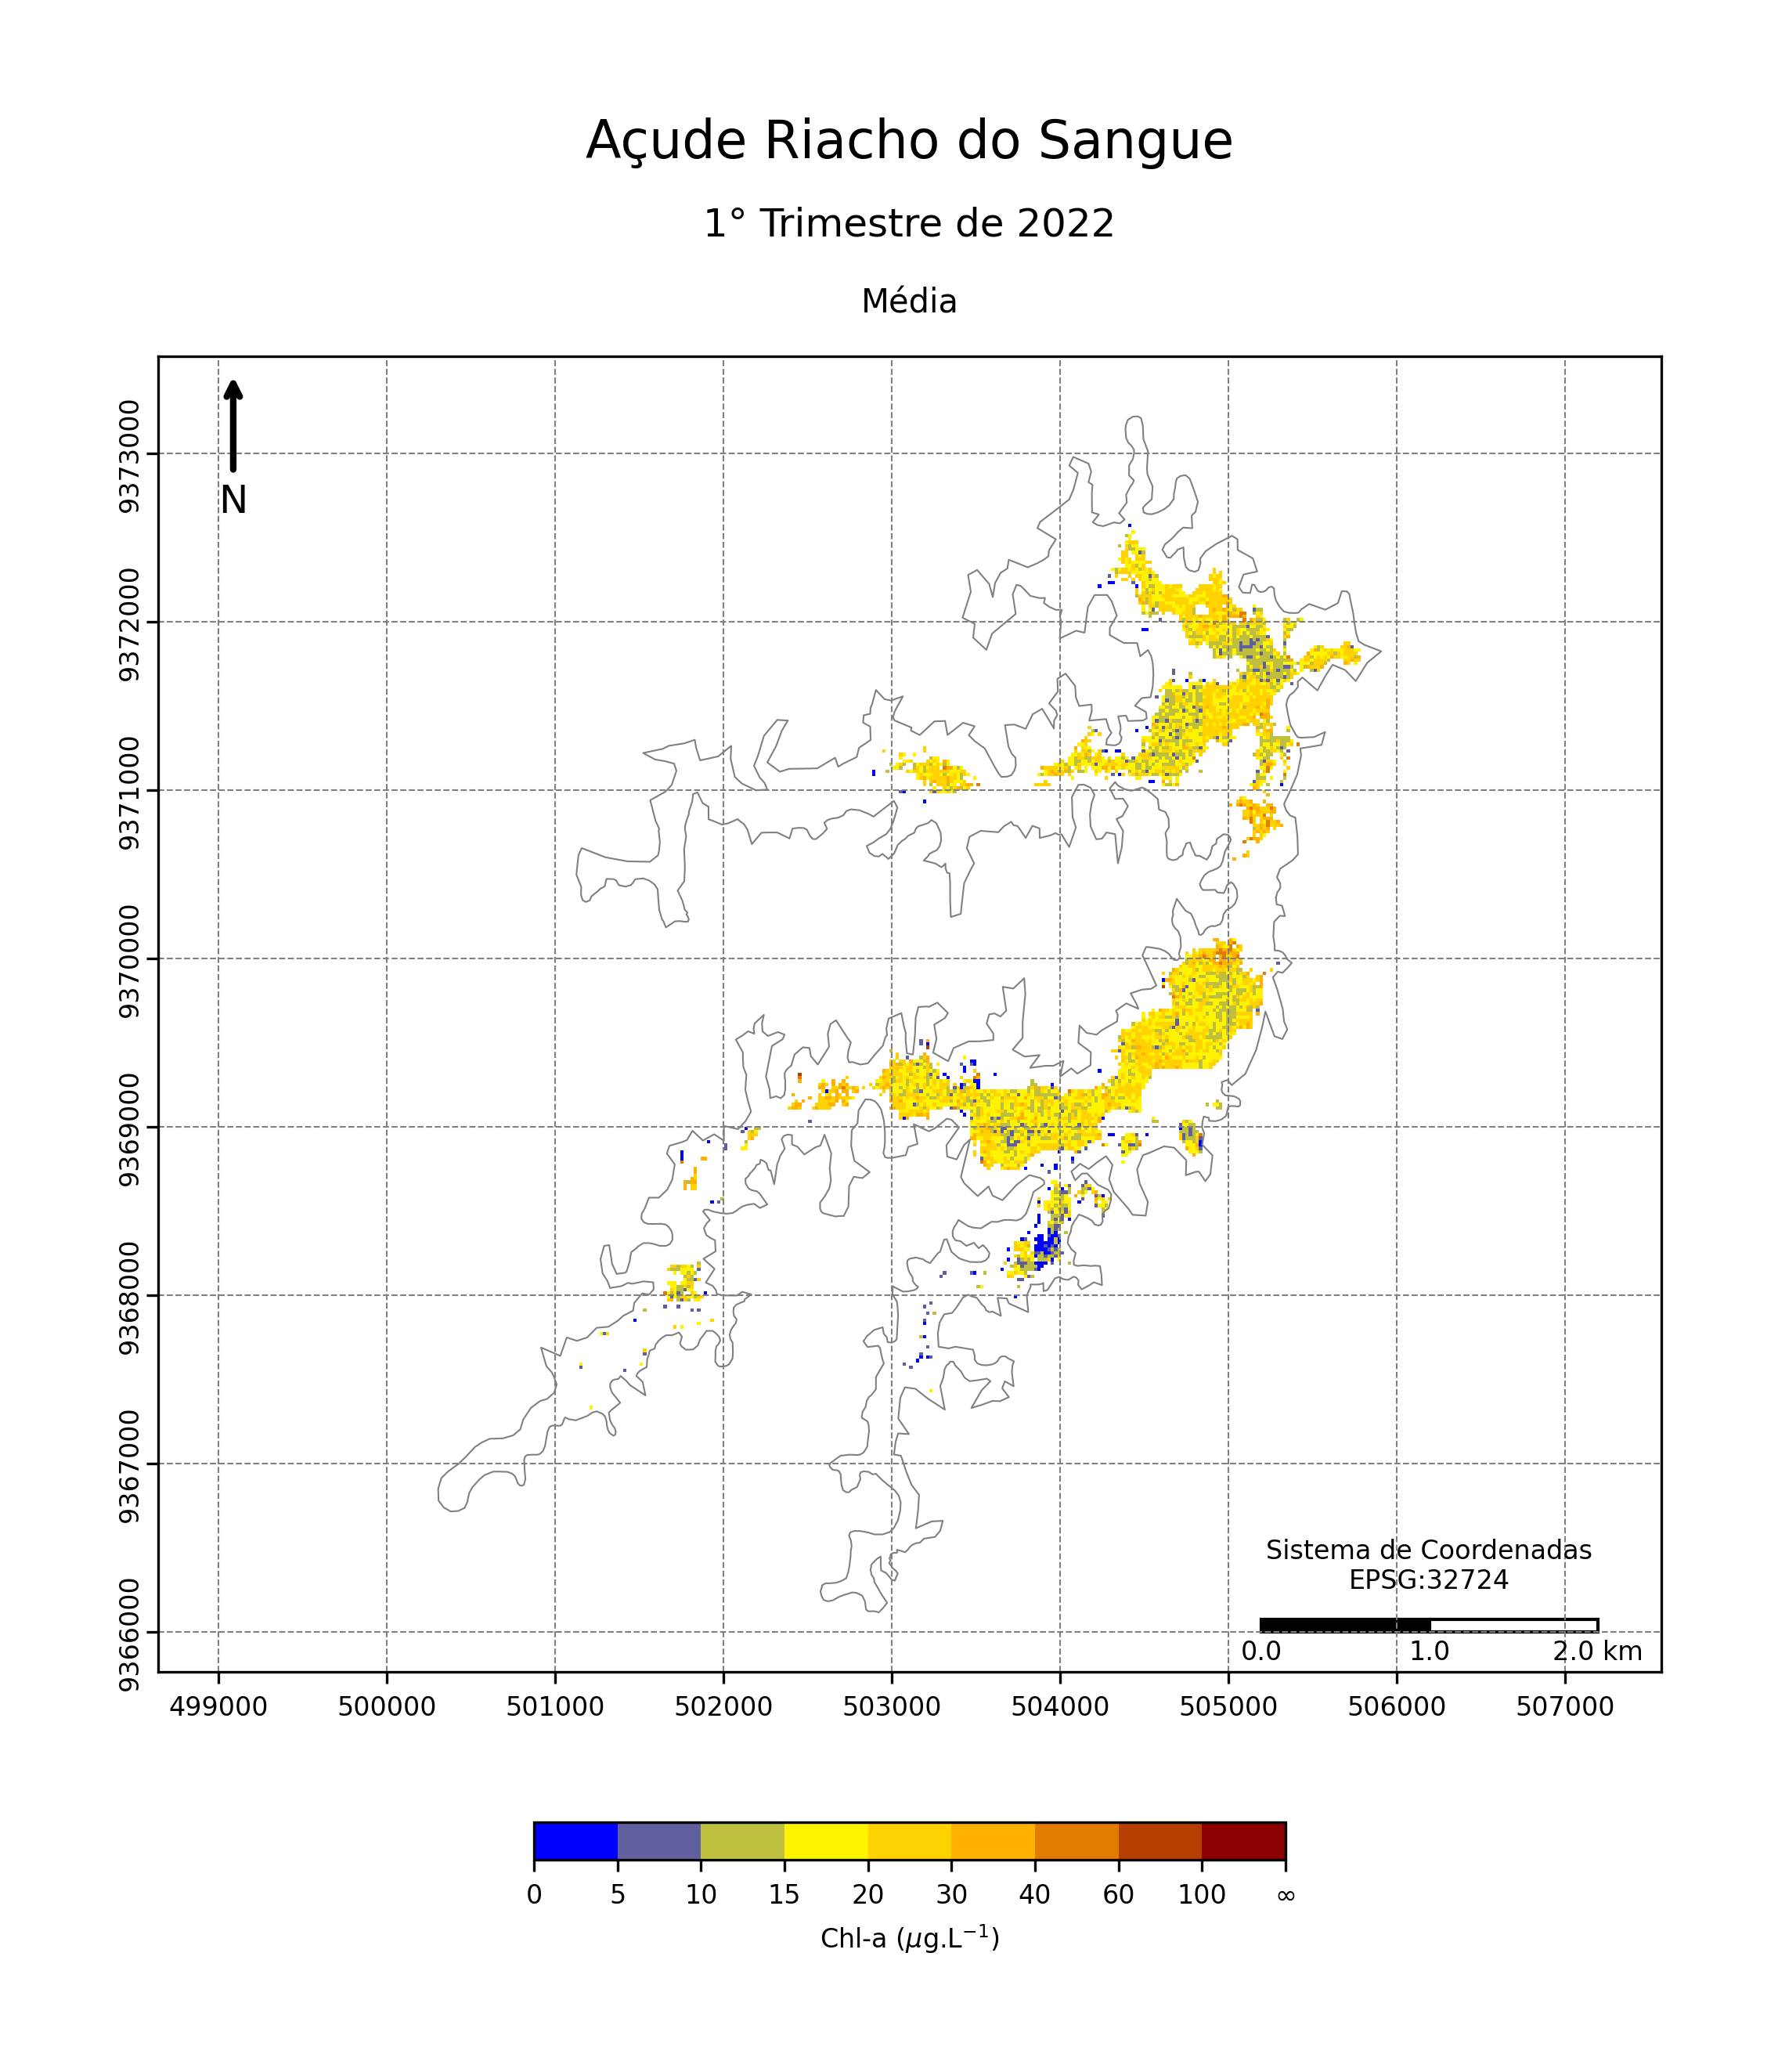 Açude Riacho do Sangue
1° Trimestre de 2022
Média
N
9373000
9372000
9371000
9370000
9369000
9368000
9367000
9366000
Sistema de Coordenadas
EPSG:32724
0.0 1.0 2.0 km
499000 500000 501000 502000 503000 504000 505000 506000 507000
0 5 10 15 20 30 40 60 100 ∞
Chl-a (μg.L⁻¹)